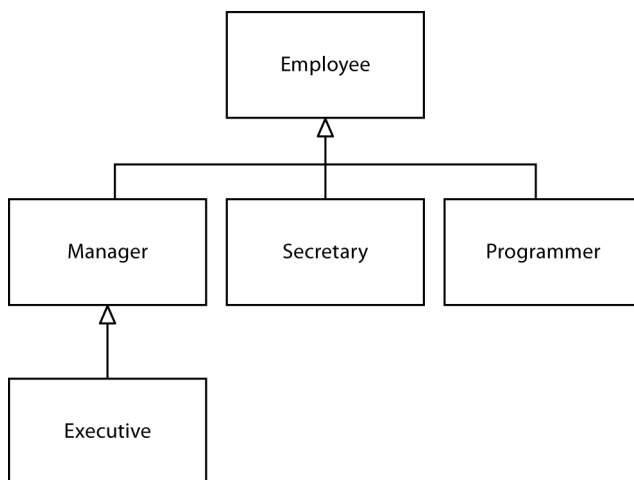 Employee
Manager
Secretary
Programmer
Executive